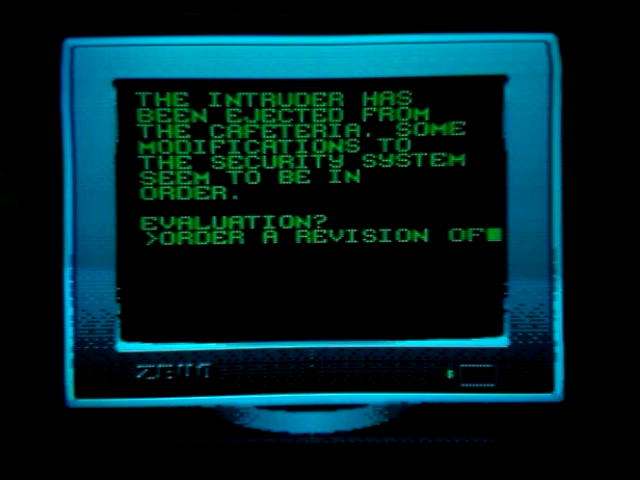 THE INTRUDER HAS
BEEN EJECTED FROM
THE CAFETERIA. SOME
MODIFICATIONS TO
THE SECURITY SYSTEM
SEEM TO BE IN
ORDER.
EVALUATION?
>ORDER A REVISION OF